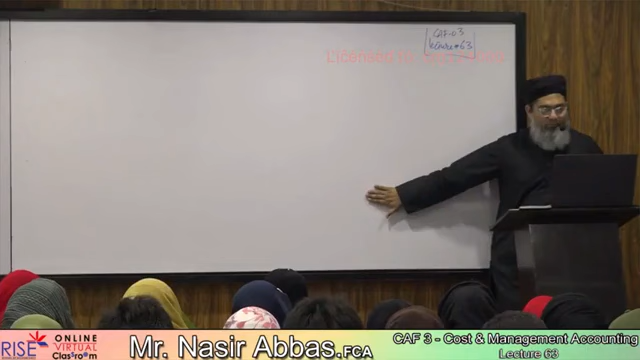 CAF-03
Lecture # 63
RISE
ONLINE
VIRTUAL
Classroom
Mr. Nasir Abbas.FCA
CAF 3 - Cost & Management Accounting
Lecture 63